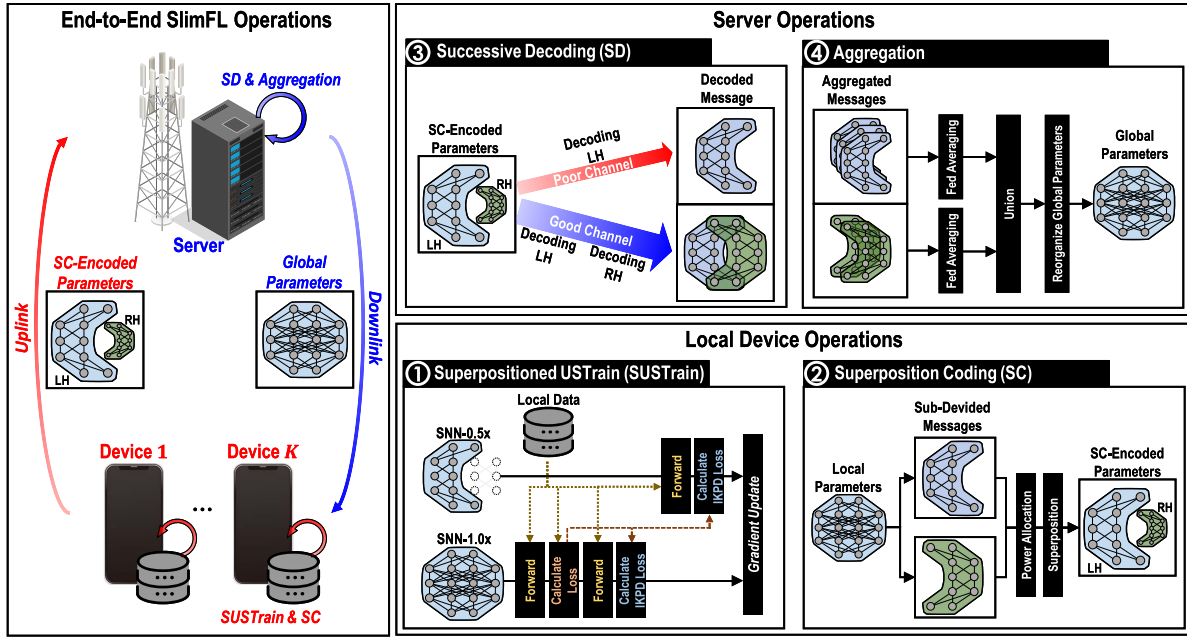 End-to-End SlimFL Operations
SD & Aggregation
Server
SC-Encoded
Parameters
RH
LH
Global
Parameters
Uplink
Downlink
Device 1
...
Device K
SUSTrain & SC
Server Operations
③ Successive Decoding (SD)
SC-Encoded
Parameters
RH
LH
Decoding
LH
Poor Channel
Good Channel
Decoding
LH
Decoding
RH
Decoded
Message
④ Aggregation
Aggregated
Messages
Fed Averaging
Fed Averaging
Union
Reorganize Global Parameters
Global
Parameters
Local Device Operations
① Superpositioned USTrain (SUSTrain)
Local Data
SNN-0.5x
Forward
Calculate
IKPD Loss
SNN-1.0x
Forward
Calculate
Loss
Forward
Calculate
IKPD Loss
Gradient Update
② Superposition Coding (SC)
Sub-Devided
Messages
Local
Parameters
Power Allocation
Superposition
SC-Encoded
Parameters
RH
LH